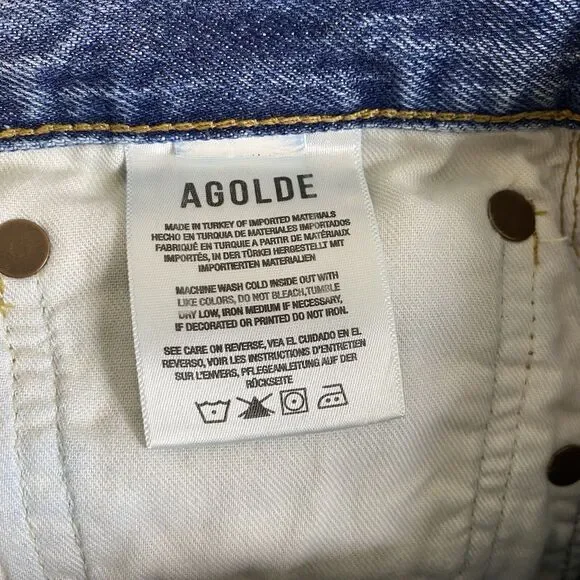 AGOLDE
MADE IN TURKEY OF IMPORTED MATERIALS
HECHO EN TURQUIA DE MATERIALES IMPORTADOS
FABRIQUÉ EN TURQUIE A PARTIR DE MATÉRIAUX
IMPORTÉS, IN DER TÜRKEI HERGESTELLT MIT
IMPORTIERTEN MATERIALIEN
MACHINE WASH COLD INSIDE OUT WITH
LIKE COLORS, DO NOT BLEACH,TUMBLE
DRY LOW, IRON MEDIUM IF NECESSARY,
IF DECORATED OR PRINTED DO NOT IRON.
SEE CARE ON REVERSE, VEA EL CUIDADO EN EL
REVERSO, VOIR LES INSTRUCTIONS D'ENTRETIEN
SUR L'ENVERS, PFLEGEANLEITUNG AUF DER
RÜCKSEITE